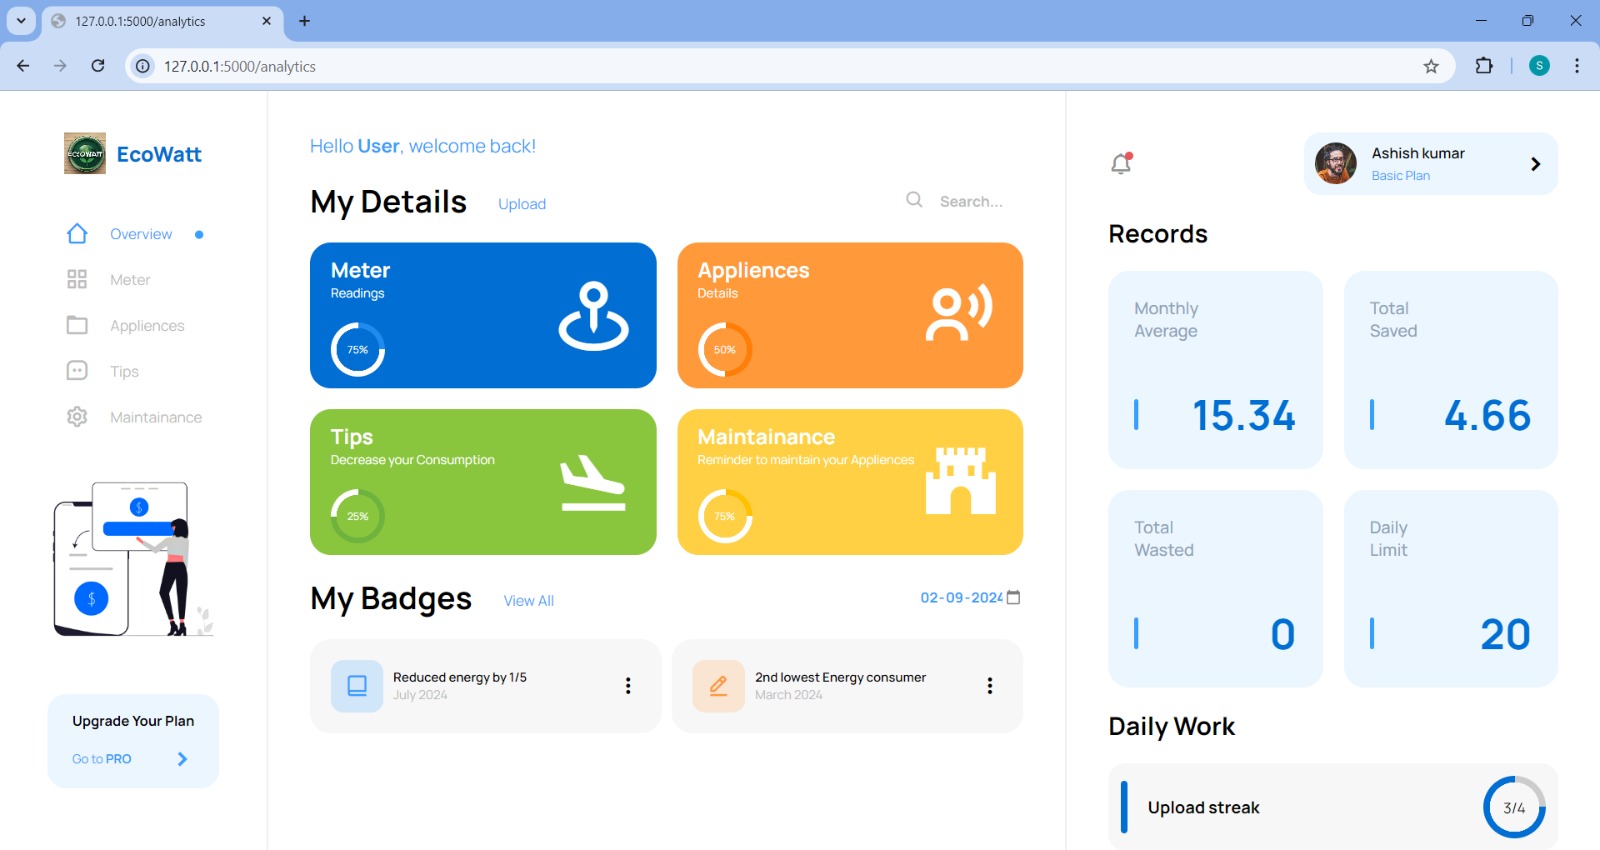 127.0.0.1:5000/analytics
127.0.0.1:5000/analytics
S
ECOWATT
EcoWatt
Overview
Meter
Appliences
Tips
Maintainance
$
$
Upgrade Your Plan
Go to PRO
Hello User, welcome back!
My Details
Upload
Search...
Meter
Readings
75%
Appliences
Details
50%
Tips
Decrease your Consumption
25%
Maintainance
Reminder to maintain your Appliences
75%
My Badges
View All
02-09-2024
Reduced energy by 1/5
July 2024
2nd lowest Energy consumer
March 2024
Ashish kumar
Basic Plan
Records
Monthly
Average
15.34
Total
Saved
4.66
Total
Wasted
0
Daily
Limit
20
Daily Work
Upload streak
3/4